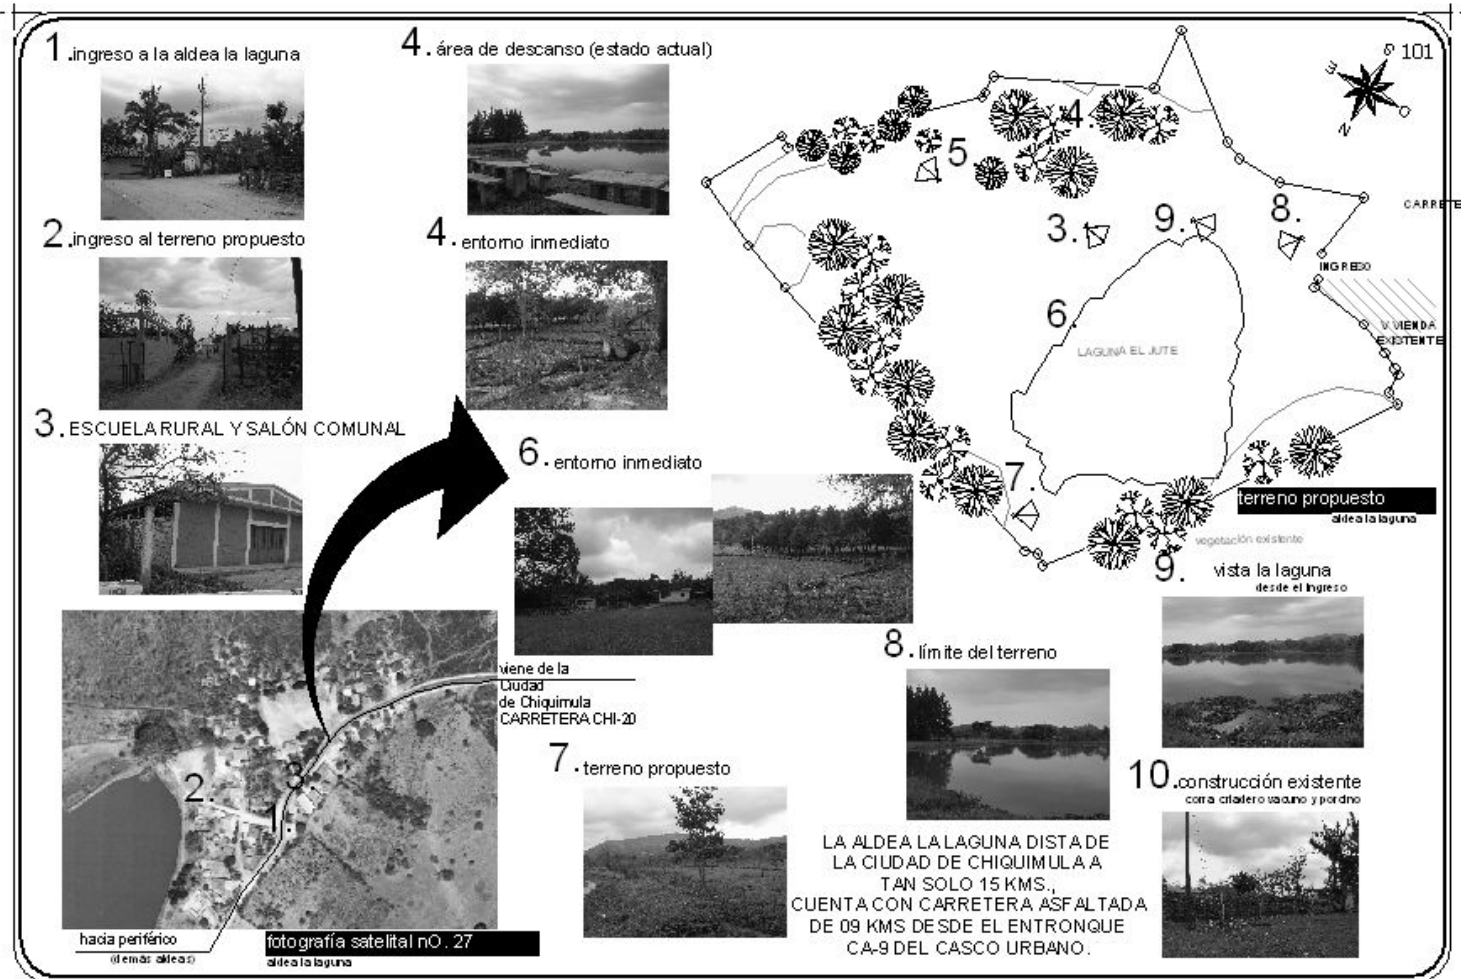 1. ingreso a la aldea la laguna
4. área de descanso (estado actual)
101
S
E
O
N
2. ingreso al terreno propuesto
4. entorno inmediato
3. ESCUELA RURAL Y SALÓN COMUNAL
6. entorno inmediato
4.
5
3.
9.
8.
CARRETE
INGRESO
6.
VIVIENDA
EXISTENTE
LAGUNA EL JUTE
7.
terreno propuesto
aldea la laguna
vegetación existente
9. vista la laguna
desde el ingreso
8. límite del terreno
viene de la
Ciudad
de Chiquimula
CARRETERA CHI-20
2.
3.
1.
7. terreno propuesto
10. construcción existente
corra criadero vacuno y porcino
LA ALDEA LA LAGUNA DISTA DE
LA CIUDAD DE CHIQUIMULA A
TAN SOLO 15 KMS.,
CUENTA CON CARRETERA ASFALTADA
DE 09 KMS DESDE EL ENTRONQUE
CA-9 DEL CASCO URBANO.
hacia periférico
(demás aldeas)
fotografía satelital nO. 27
aldea la laguna